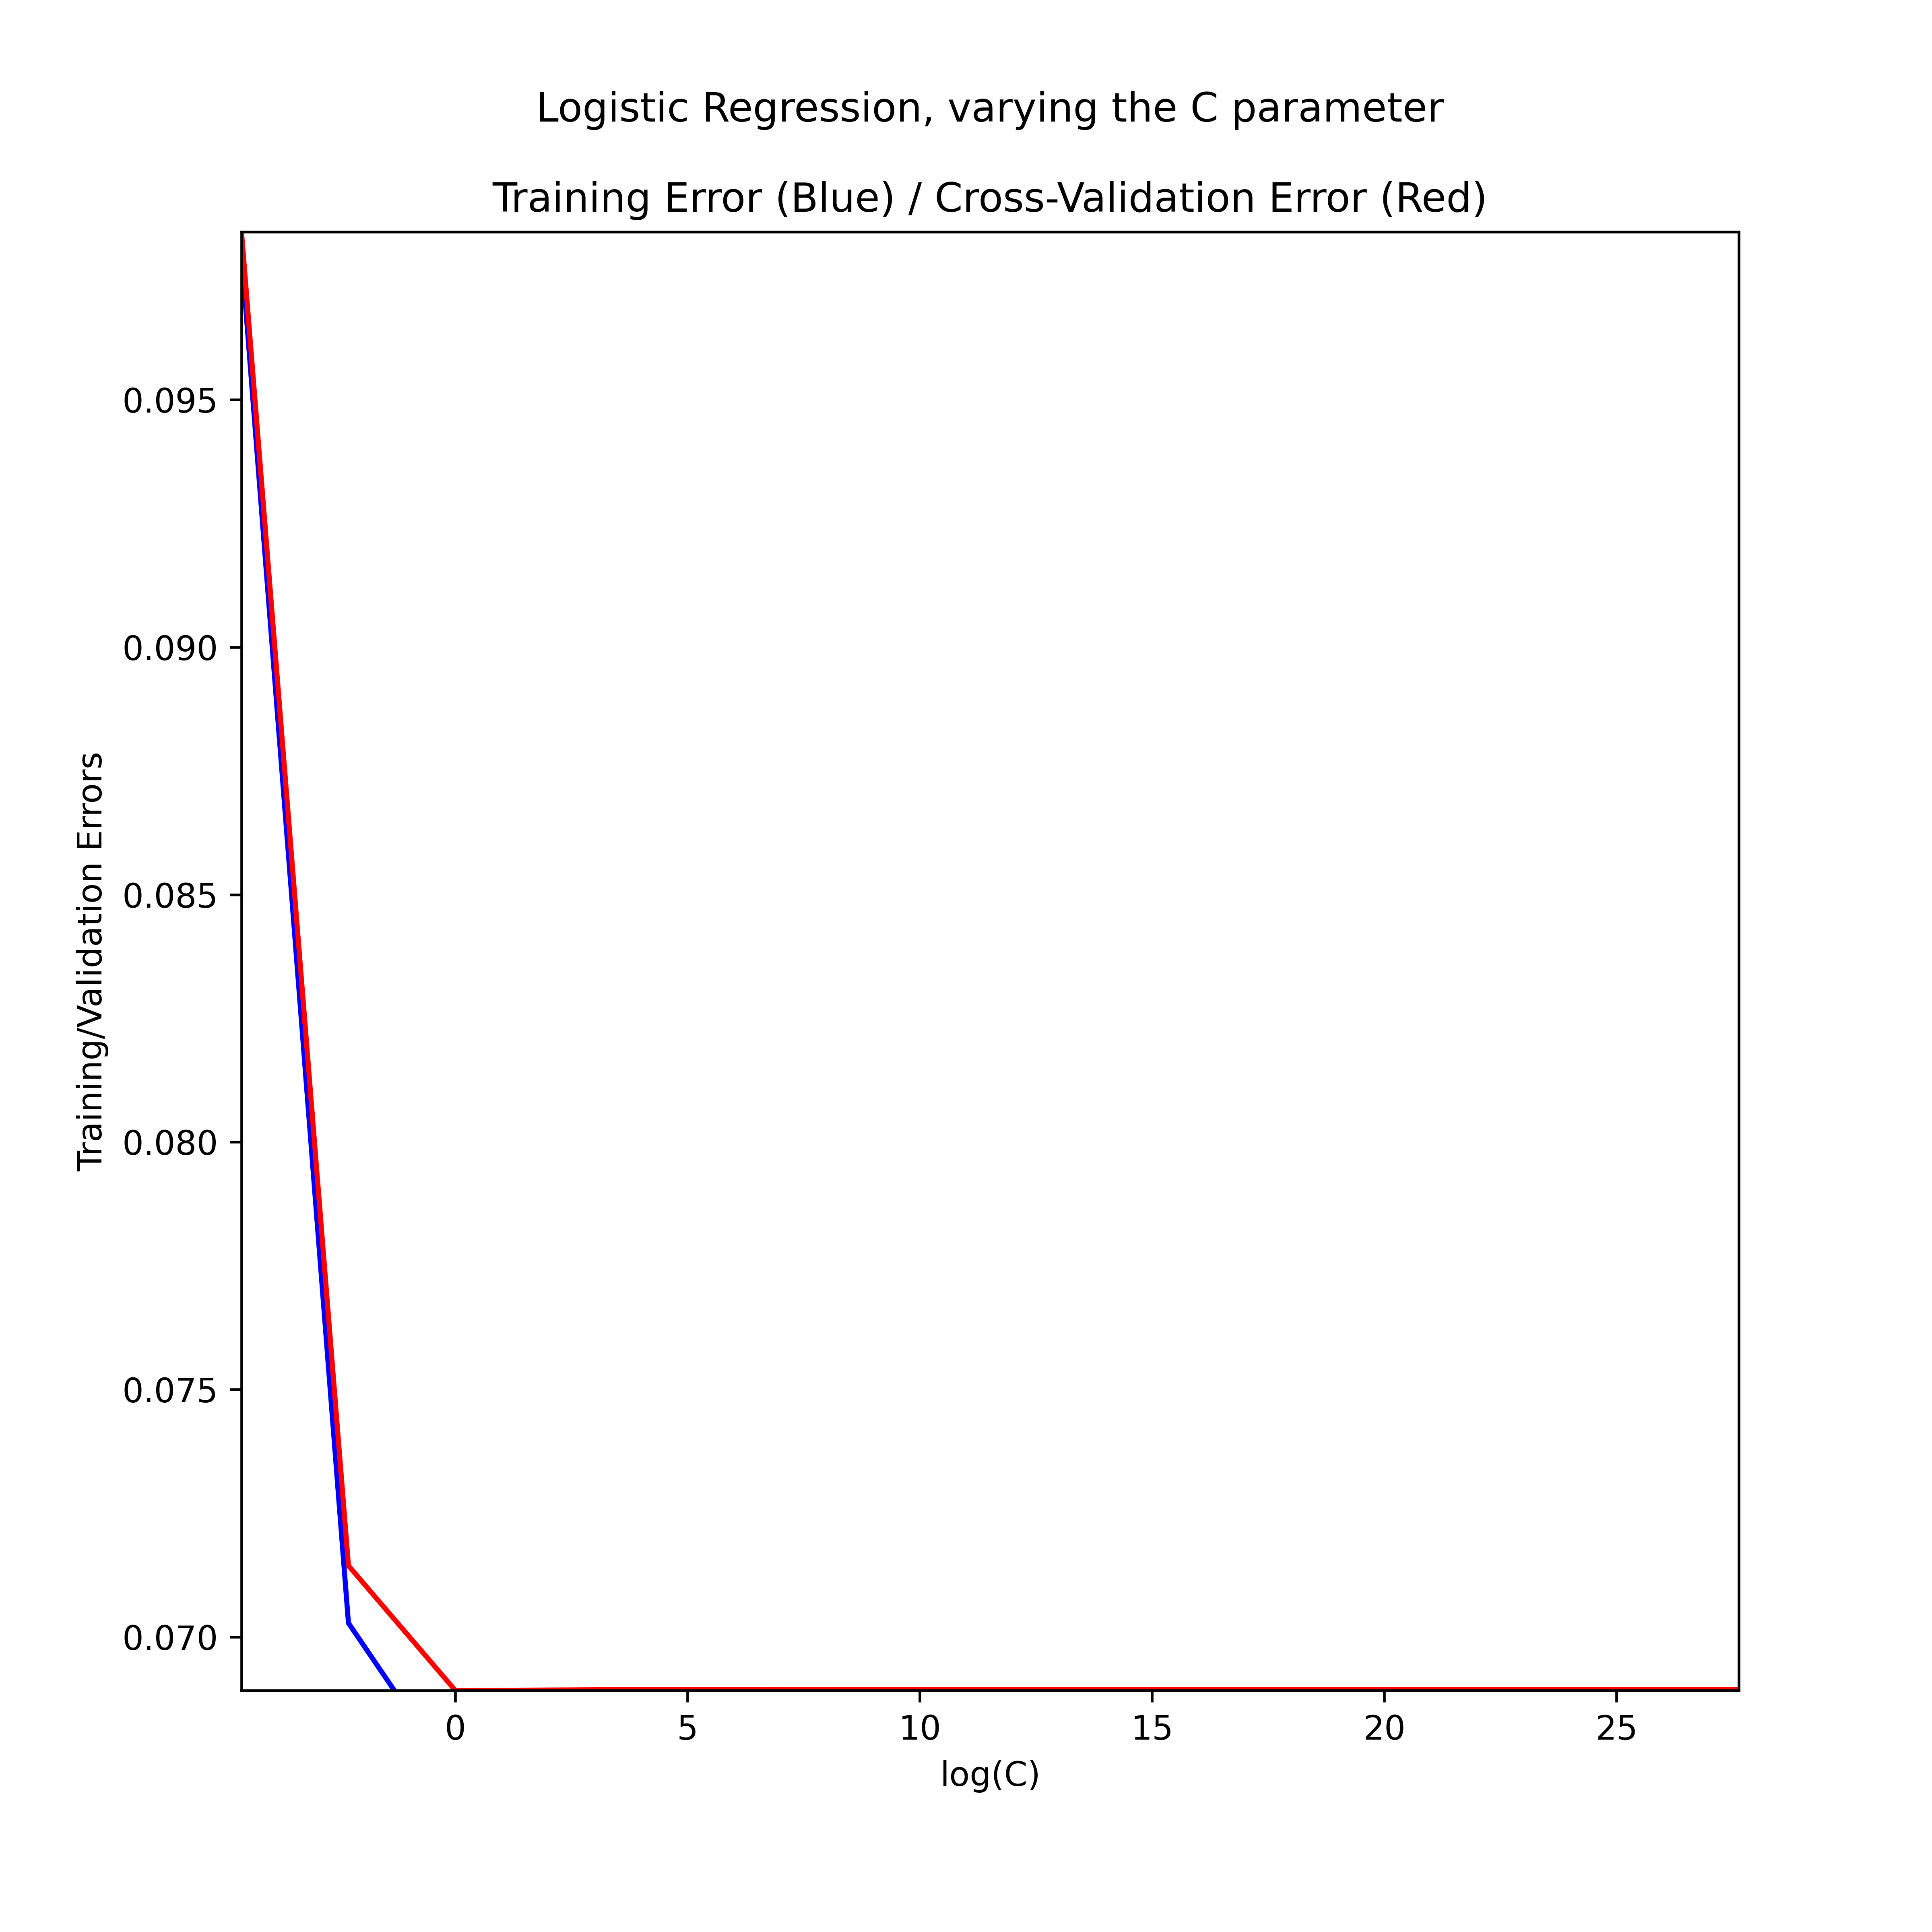 Logistic Regression, varying the C parameter
Training Error (Blue) / Cross-Validation Error (Red)
Training/Validation Errors
0.095
0.090
0.085
0.080
0.075
0.070
0 5 10 15 20 25
log(C)